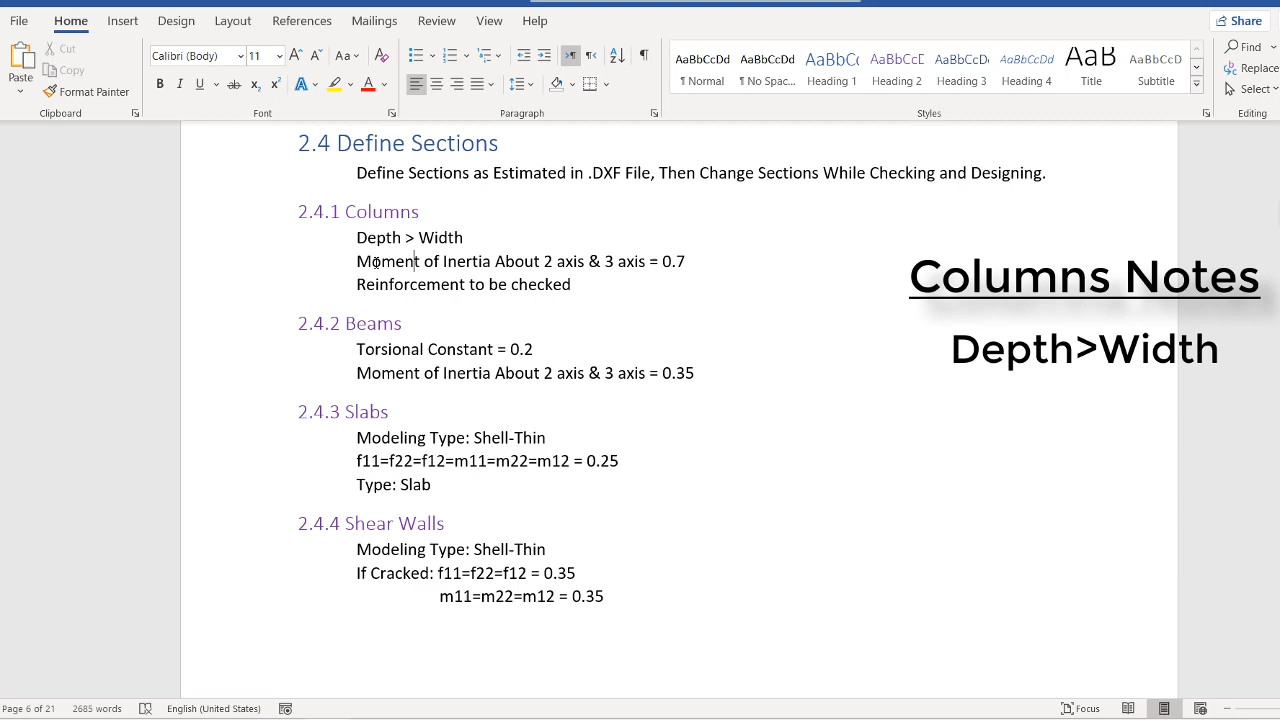 File Home Insert Design Layout References Mailings Review View Help Share
Paste
Cut
Copy
Format Painter
Clipboard
Calibri (Body) 11
Font
Paragraph
AaBbCcDd AaBbCcDd AaBbCc AaBbCcC AaBbCcDc AaBbCcDd AaB AaBbCcDd
¶ Normal ¶ No Spac... Heading 1 Heading 2 Heading 3 Heading 4 Title Subtitle
Styles
Find
Replace
Select
Editing
2.4 Define Sections
Define Sections as Estimated in .DXF File, Then Change Sections While Checking and Designing.
2.4.1 Columns
Depth > Width
Moment of Inertia About 2 axis & 3 axis = 0.7
Reinforcement to be checked
2.4.2 Beams
Torsional Constant = 0.2
Moment of Inertia About 2 axis & 3 axis = 0.35
2.4.3 Slabs
Modeling Type: Shell-Thin
f11=f22=f12=m11=m22=m12 = 0.25
Type: Slab
2.4.4 Shear Walls
Modeling Type: Shell-Thin
If Cracked: f11=f22=f12 = 0.35
m11=m22=m12 = 0.35
Columns Notes
Depth>Width
Page 6 of 21 2685 words English (United States) Focus